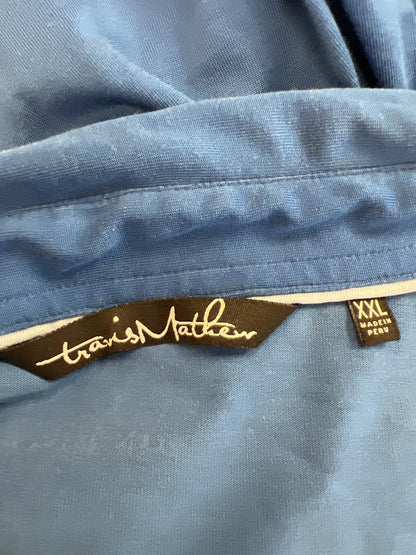 travisMathew
XXL
MADE IN
PERU